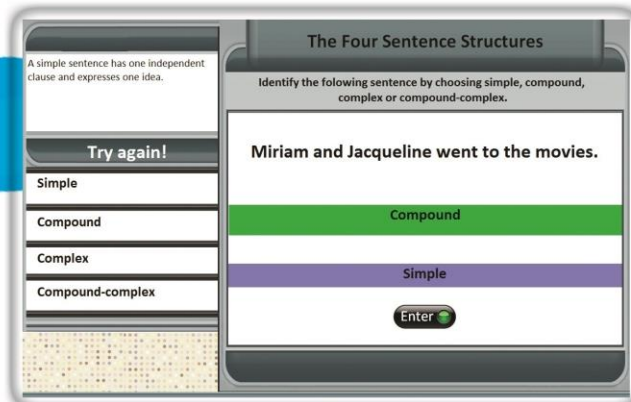 The Four Sentence Structures
A simple sentence has one independent
clause and expresses one idea.
Identify the folowing sentence by choosing simple, compound,
complex or compound-complex.
Try again!
Simple
Compound
Complex
Compound-complex
Miriam and Jacqueline went to the movies.
Compound
Simple
Enter